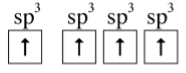 sp³ sp³ sp³ sp³
↑ ↑ ↑ ↑